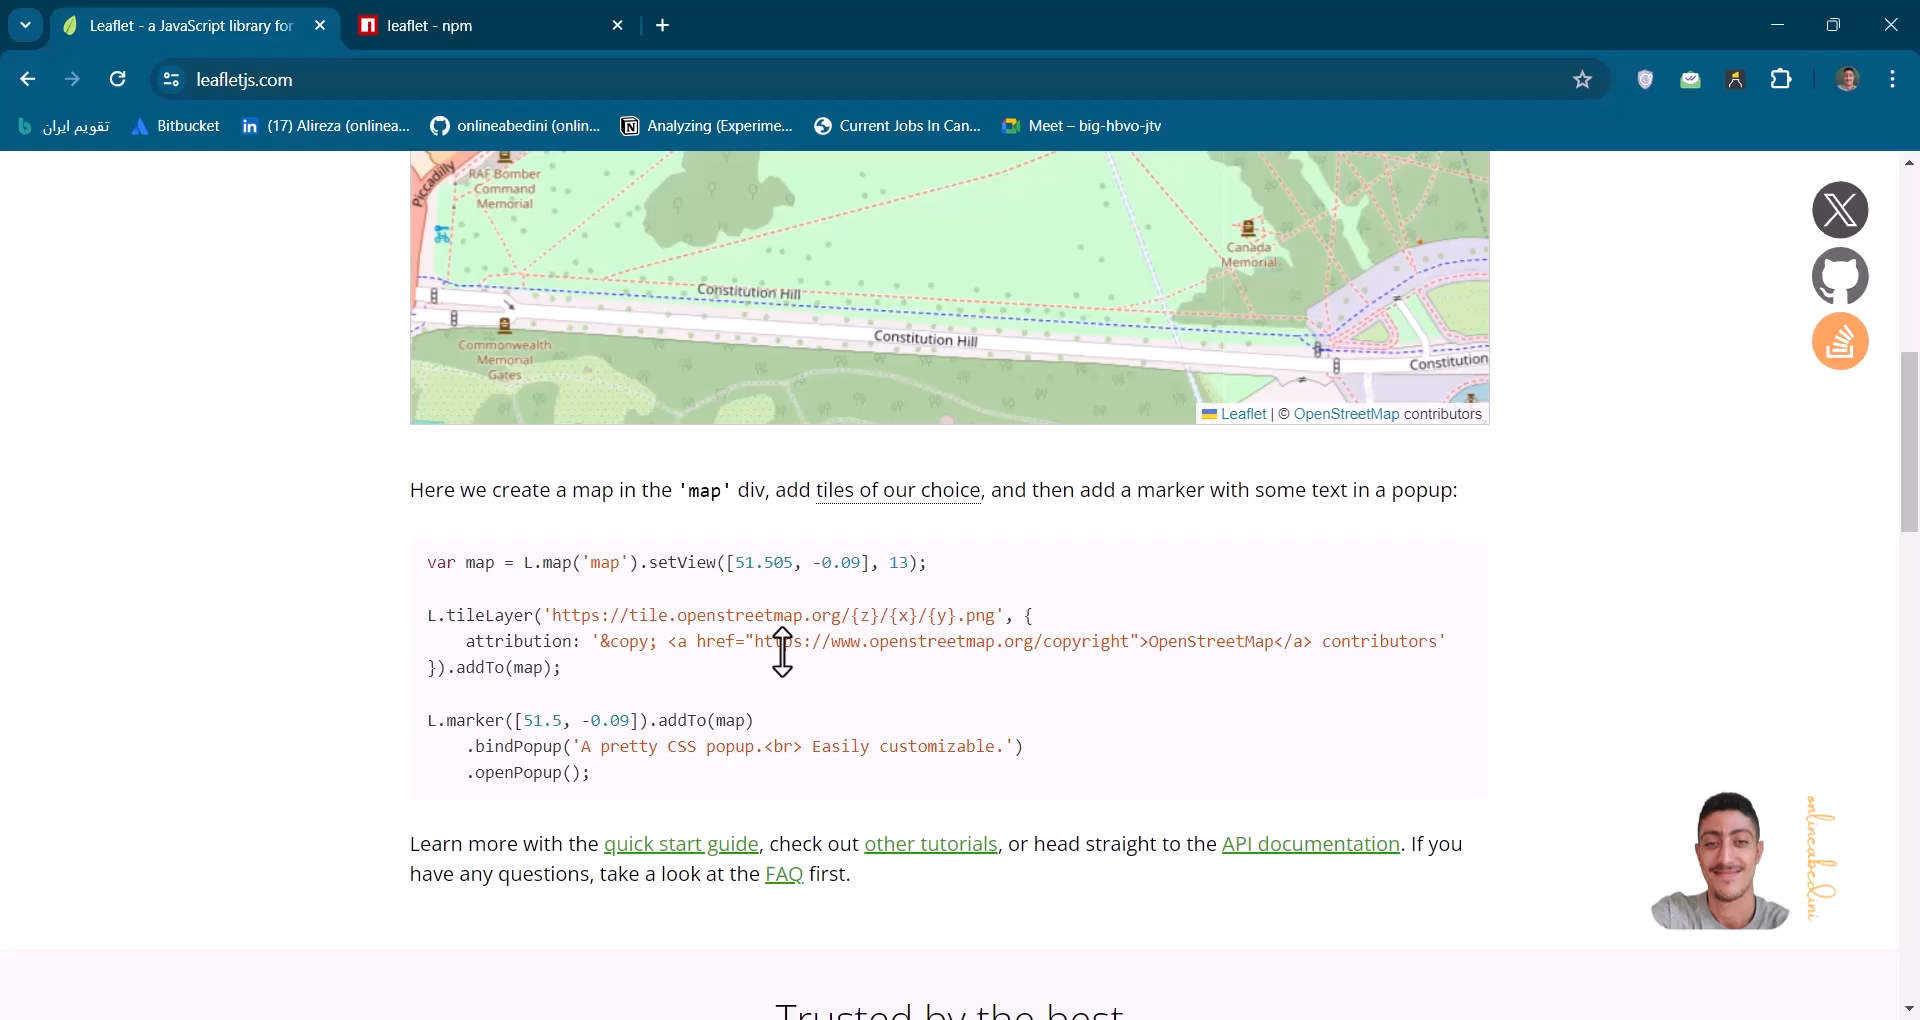 Leaflet - a JavaScript library for
leaflet - npm
leafletjs.com
تقویم ایران
Bitbucket
(17) Alireza (onlinea...
onlineabedini (onlin...
Analyzing (Experime...
Current Jobs In Can...
Meet – big-hbvo-jtv
Piccadilly
RAF Bomber
Command
Memorial
Canada
Memorial
Constitution Hill
Constitution Hill
Constitution
Commonwealth
Memorial
Gates
Leaflet | © OpenStreetMap contributors
Here we create a map in the 'map' div, add tiles of our choice, and then add a marker with some text in a popup:
var map = L.map('map').setView([51.505, -0.09], 13);
L.tileLayer('https://tile.openstreetmap.org/{z}/{x}/{y}.png', {
attribution: '&copy; <a href="https://www.openstreetmap.org/copyright">OpenStreetMap</a> contributors'
}).addTo(map);
L.marker([51.5, -0.09]).addTo(map)
.bindPopup('A pretty CSS popup.<br> Easily customizable.')
.openPopup();
Learn more with the quick start guide, check out other tutorials, or head straight to the API documentation. If you
have any questions, take a look at the FAQ first.
onlineabedini
Trusted by the best